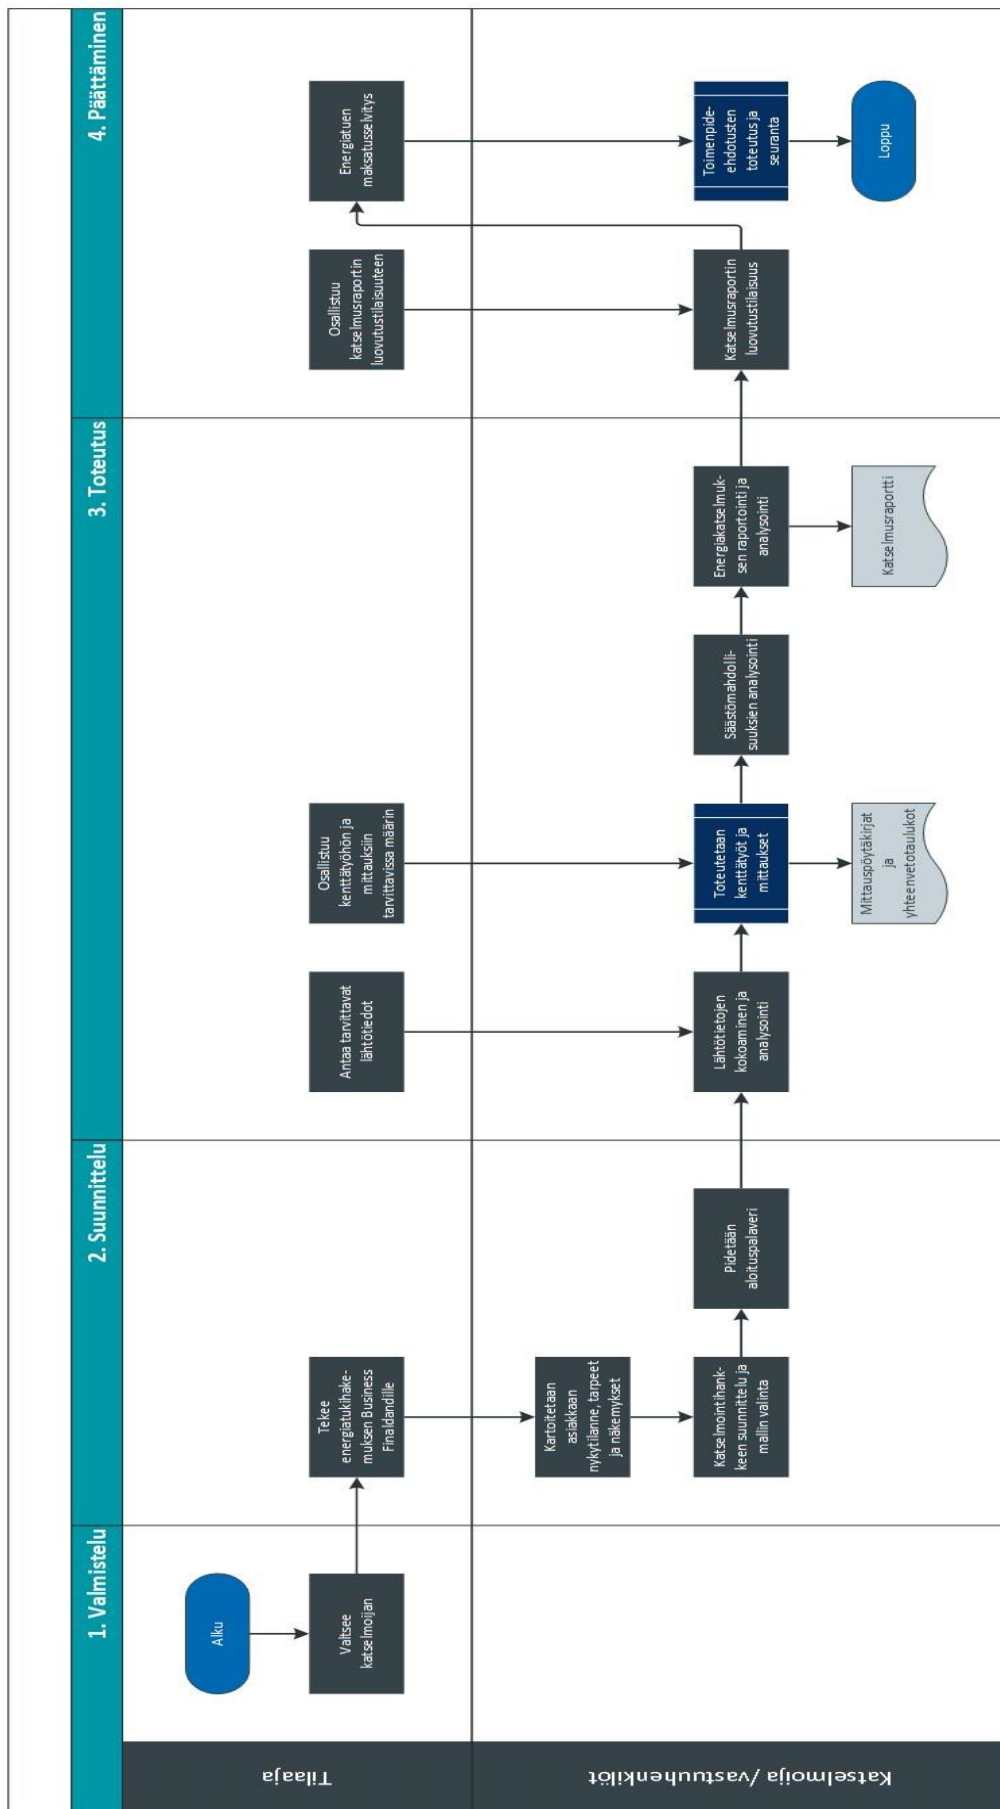 1. Valmistelu
2. Suunnittelu
3. Toteutus
4. Päättäminen
Tilaaja
Alku
Valtsee
katselmoijan
Tekee
energiatukihake-
muksen Business
Finaldandille
Antaa tarvittavat
lähtötiedot
Osallistuu
kenttätyöhön ja
mittauksiin
tarvittavissa määrin
Osallistuu
katselmusraportin
luovutustilaisuuteen
Energiatuen
maksatusselvitys
Katselmoija /vastuuhenkilöt
Kartoitetaan
asiakkaan
nykytilanne, tarpeet
ja näkemykset
Katselmointihank-
keen suunnittelu ja
mallin valinta
Pidetään
aloituspalaveri
Lähtötietojen
kokoaminen ja
analysointi
Toteutetaan
kenttätyöt ja
mittaukset
Mittauspöytäkirjat
ja
yhteenvetotaulukot
Säästömahdolli-
suuksien analysointi
Energiakatselmuk-
sen raportointi ja
analysointi
Katselmusraportti
Katselmusraportin
luovutustilaisuus
Toimenpide-
ehdotusten
toteutus ja
seuranta
Loppu